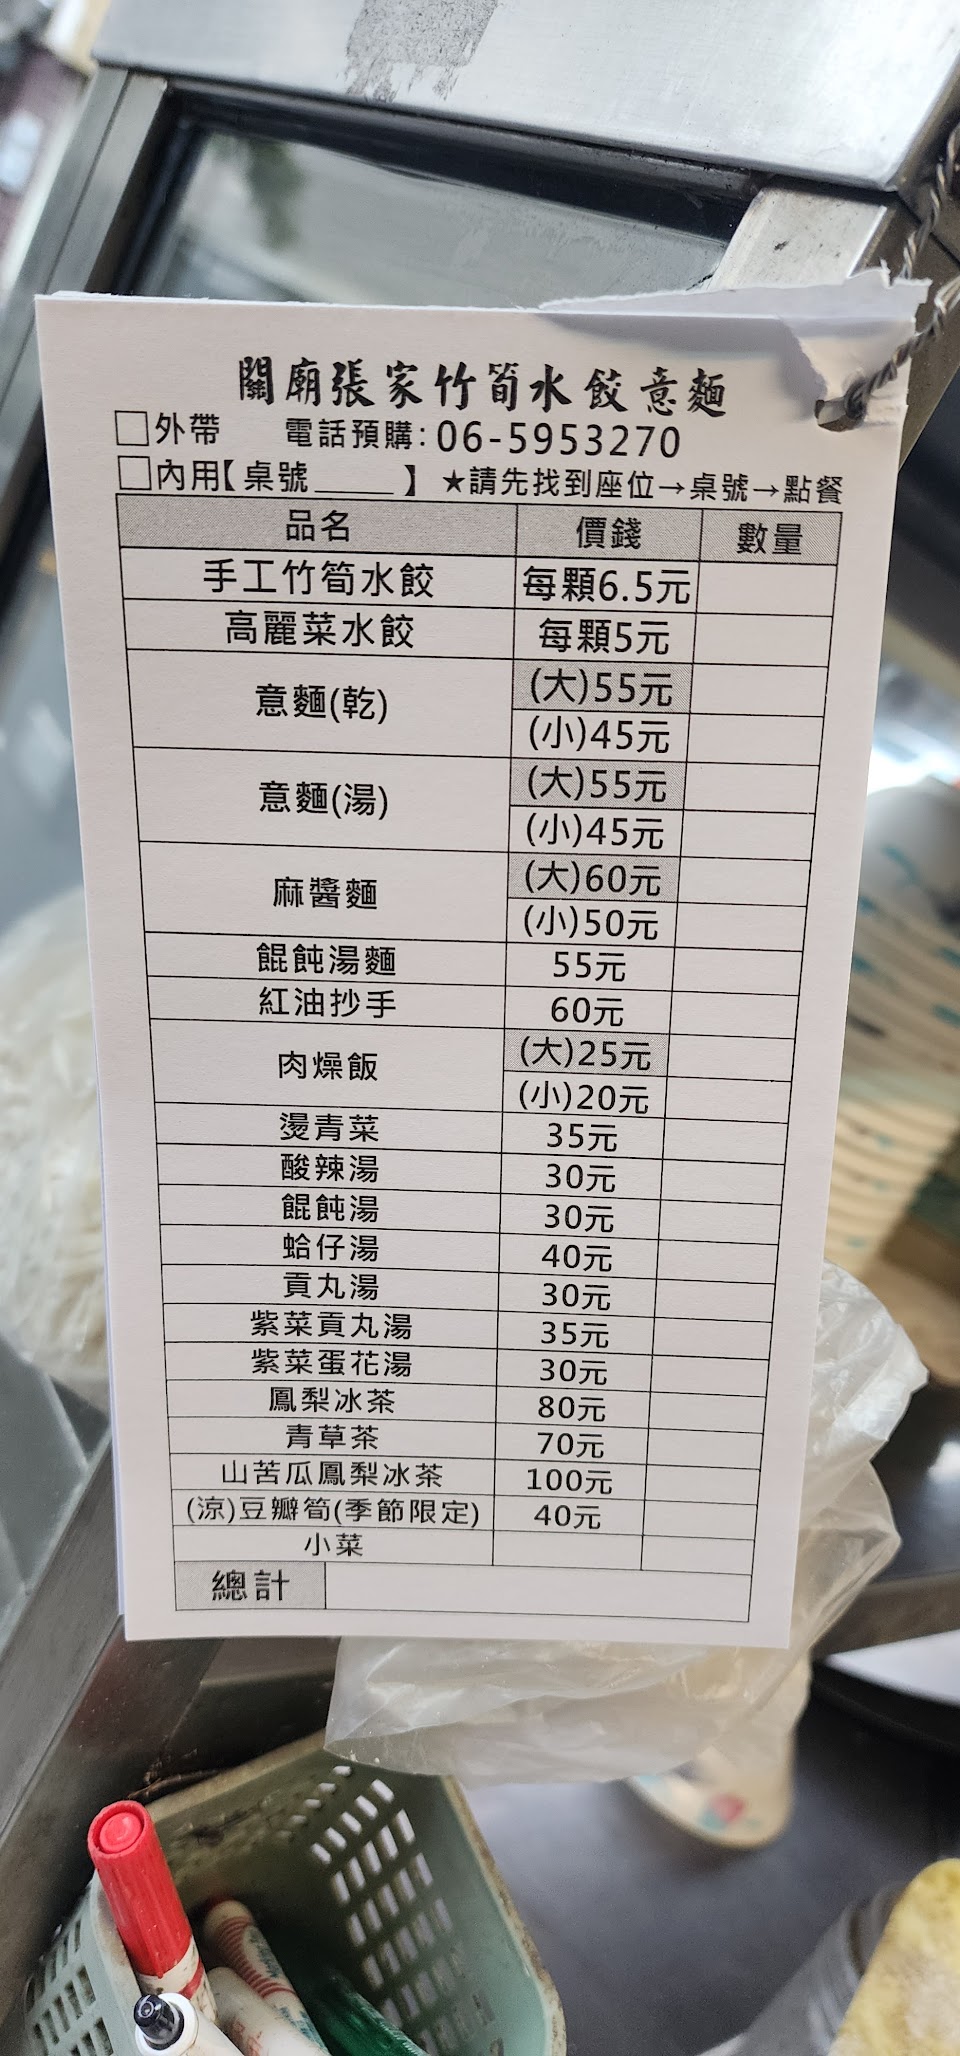 關廟張家竹筍水餃意麵
□外帶 電話預購:06-5953270
□內用【桌號____】 ★請先找到座位→桌號→點餐
品名 價錢 數量
手工竹筍水餃 每顆6.5元
高麗菜水餃 每顆5元
意麵(乾) (大)55元
(小)45元
意麵(湯) (大)55元
(小)45元
麻醬麵 (大)60元
(小)50元
餛飩湯麵 55元
紅油抄手 60元
肉燥飯 (大)25元
(小)20元
燙青菜 35元
酸辣湯 30元
餛飩湯 30元
蛤仔湯 40元
貢丸湯 30元
紫菜貢丸湯 35元
紫菜蛋花湯 30元
鳳梨冰茶 80元
青草茶 70元
山苦瓜鳳梨冰茶 100元
(涼)豆瓣筍(季節限定) 40元
小菜
總計